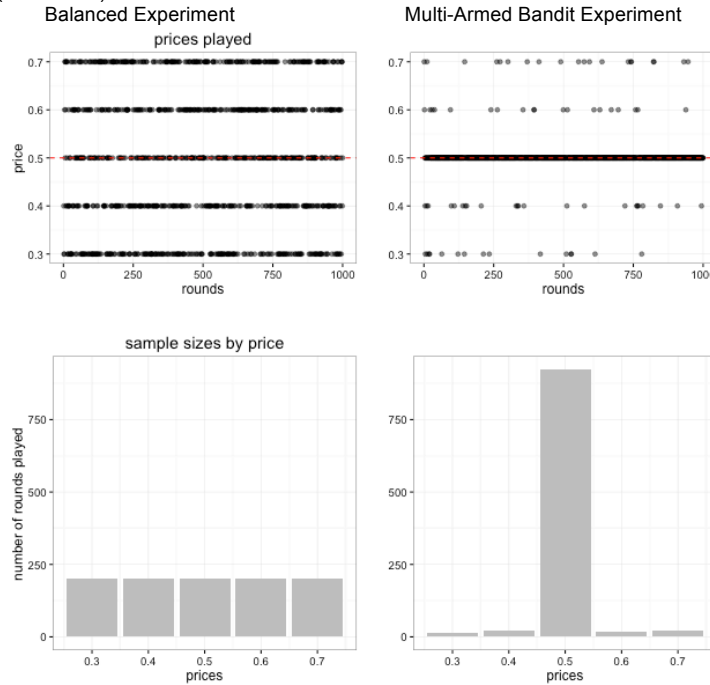 Balanced Experiment
Multi-Armed Bandit Experiment
prices played
price
0.7
0.6
0.5
0.4
0.3
0 250 500 750 1000
rounds
0.7
0.6
0.5
0.4
0.3
0 250 500 750 100
rounds
sample sizes by price
number of rounds played
750
500
250
0
0.3 0.4 0.5 0.6 0.7
prices
750
500
250
0
0.3 0.4 0.5 0.6 0.7
prices